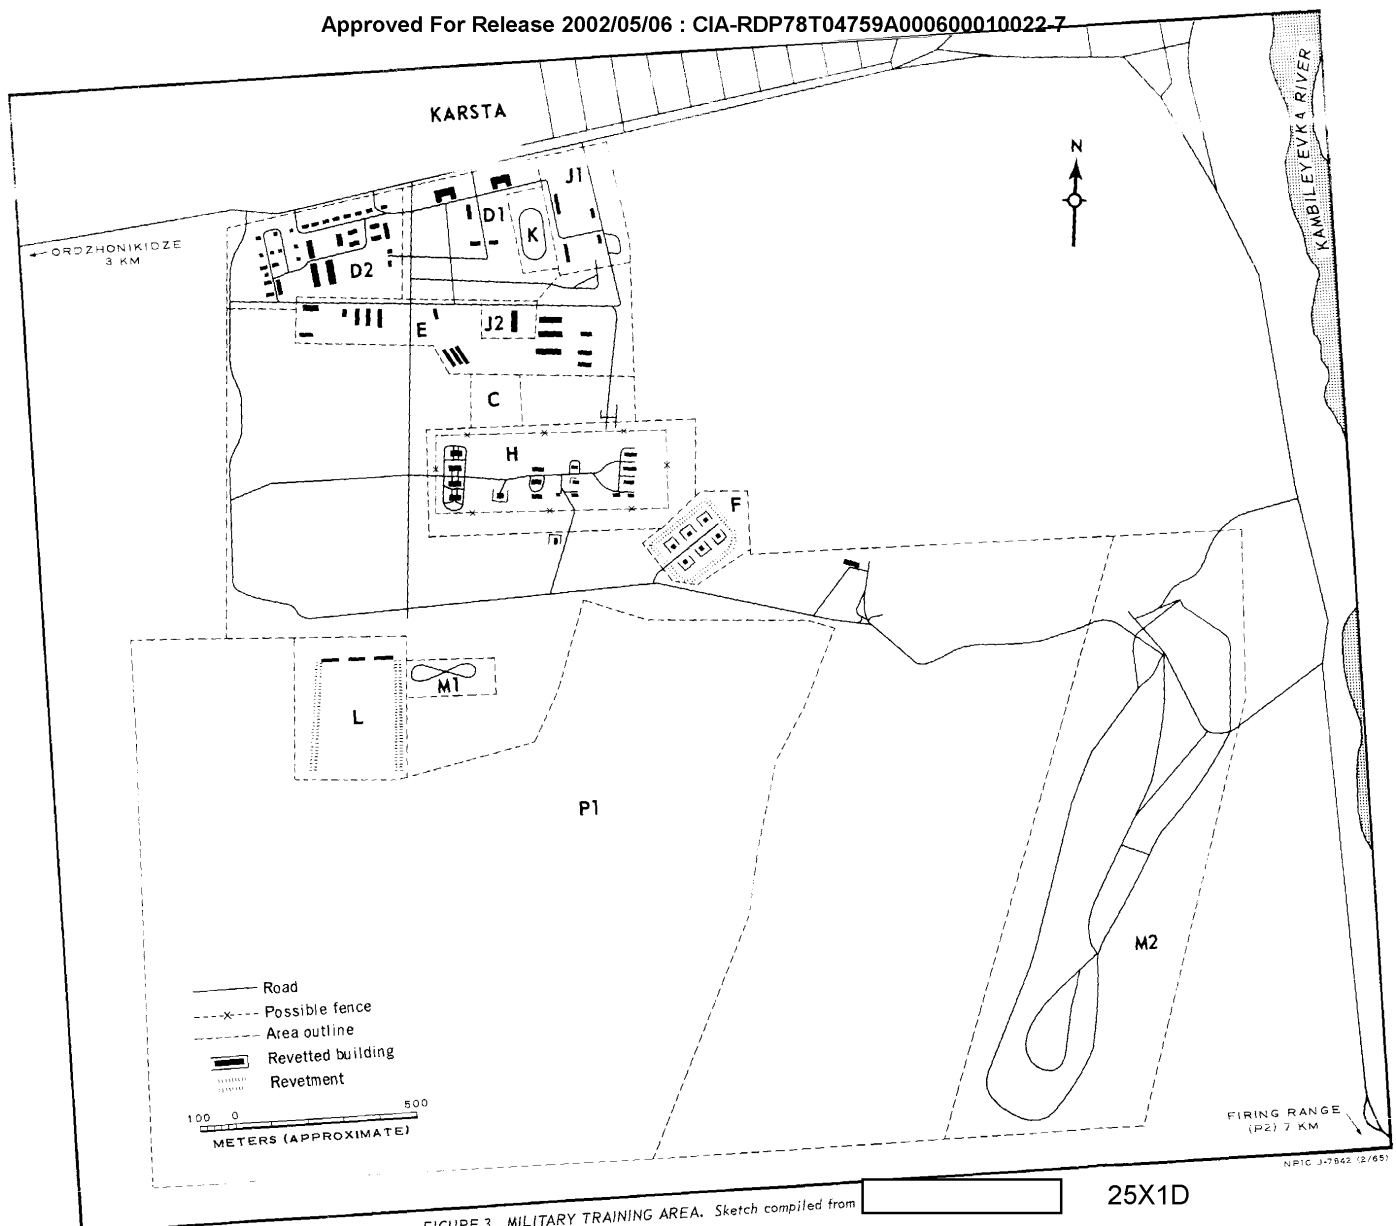 Approved For Release 2002/05/06 : CIA-RDP78T04759A000600010022-7
KARSTA
KAMBILEYEVKA RIVER
N
J1
D1
K
ORDZHONIKIDZE
3 KM
D2
E
J2
C
H
F
M1
L
P1
M2
Road
Possible fence
Area outline
Revetted building
Revetment
100 0 500
METERS (APPROXIMATE)
FIRING RANGE
(P2) 7 KM
NPIC J-7842 (2/65)
FIGURE 3. MILITARY TRAINING AREA. Sketch compiled from
25X1D